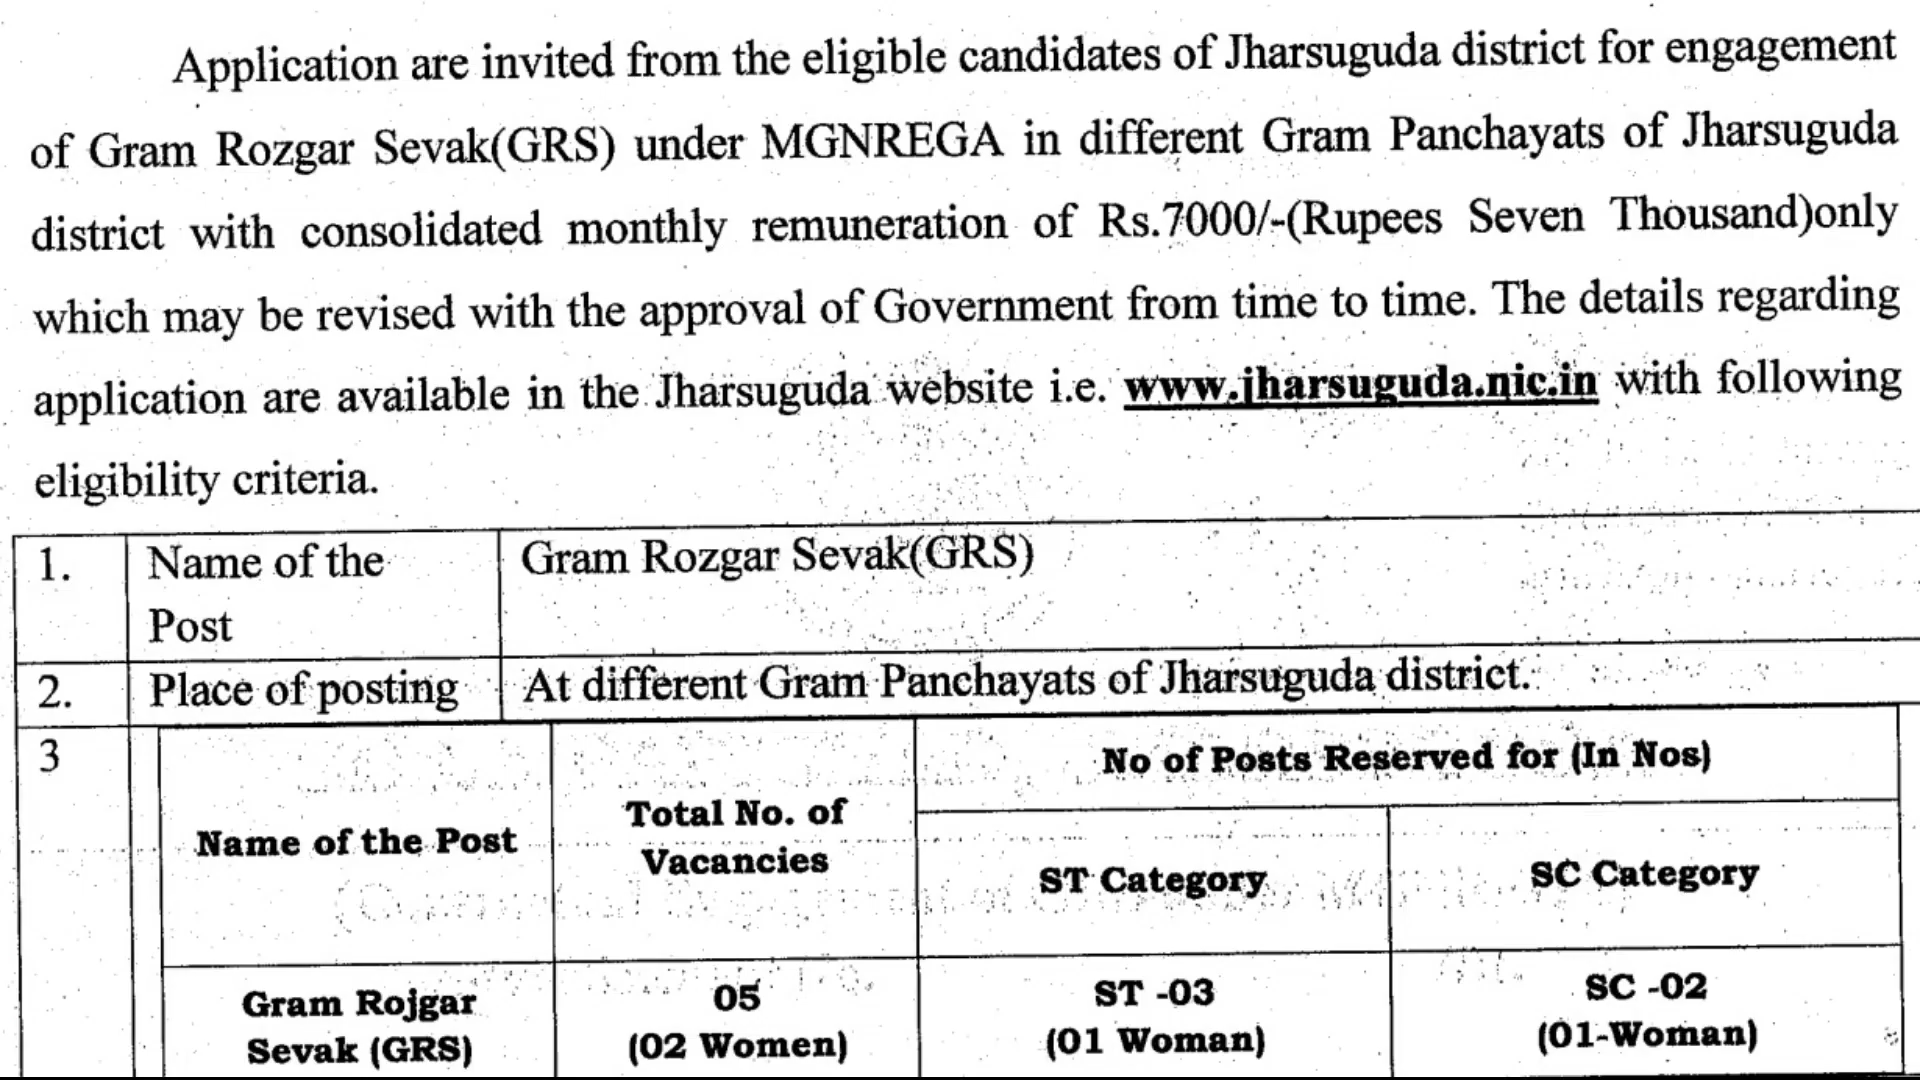 Application are invited from the eligible candidates of Jharsuguda district for engagement
of Gram Rozgar Sevak(GRS) under MGNREGA in different Gram Panchayats of Jharsuguda
district with consolidated monthly remuneration of Rs.7000/-(Rupees Seven Thousand)only
which may be revised with the approval of Government from time to time. The details regarding
application are available in the Jharsuguda website i.e. www.jharsuguda.nic.in with following
eligibility criteria.
1. Name of the Post Gram Rozgar Sevak(GRS)
2. Place of posting At different Gram Panchayats of Jharsuguda district.
3
Name of the Post
Total No. of
Vacancies
No of Posts Reserved for (In Nos)
ST Category
SC Category
Gram Rojgar
Sevak (GRS)
05
(02 Women)
ST -03
(01 Woman)
SC -02
(01-Woman)